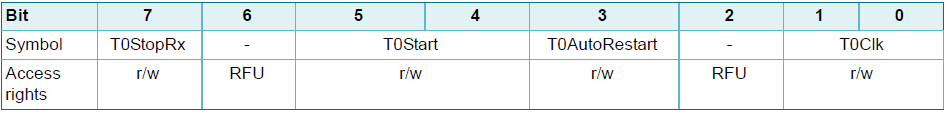 Bit 7 6 5 4 3 2 1 0
Symbol T0StopRx - T0Start T0AutoRestart - T0Clk
Access rights r/w RFU r/w r/w RFU r/w